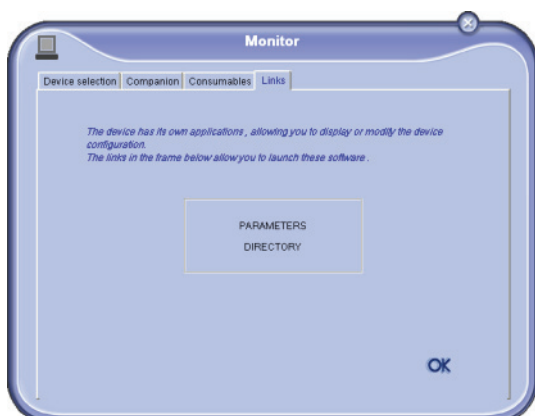 Monitor
Device selection Companion Consumables Links
The device has its own applications , allowing you to display or modify the device
configuration.
The links in the frame below allow you to launch these software .
PARAMETERS
DIRECTORY
OK